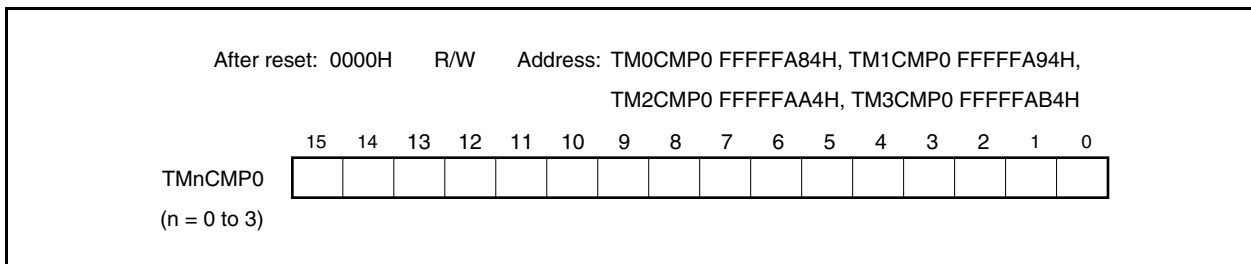 After reset: 0000H R/W Address: TM0CMP0 FFFFFA84H, TM1CMP0 FFFFFA94H,
TM2CMP0 FFFFFAA4H, TM3CMP0 FFFFFAB4H
15 14 13 12 11 10 9 8 7 6 5 4 3 2 1 0
TMnCMP0
(n = 0 to 3)